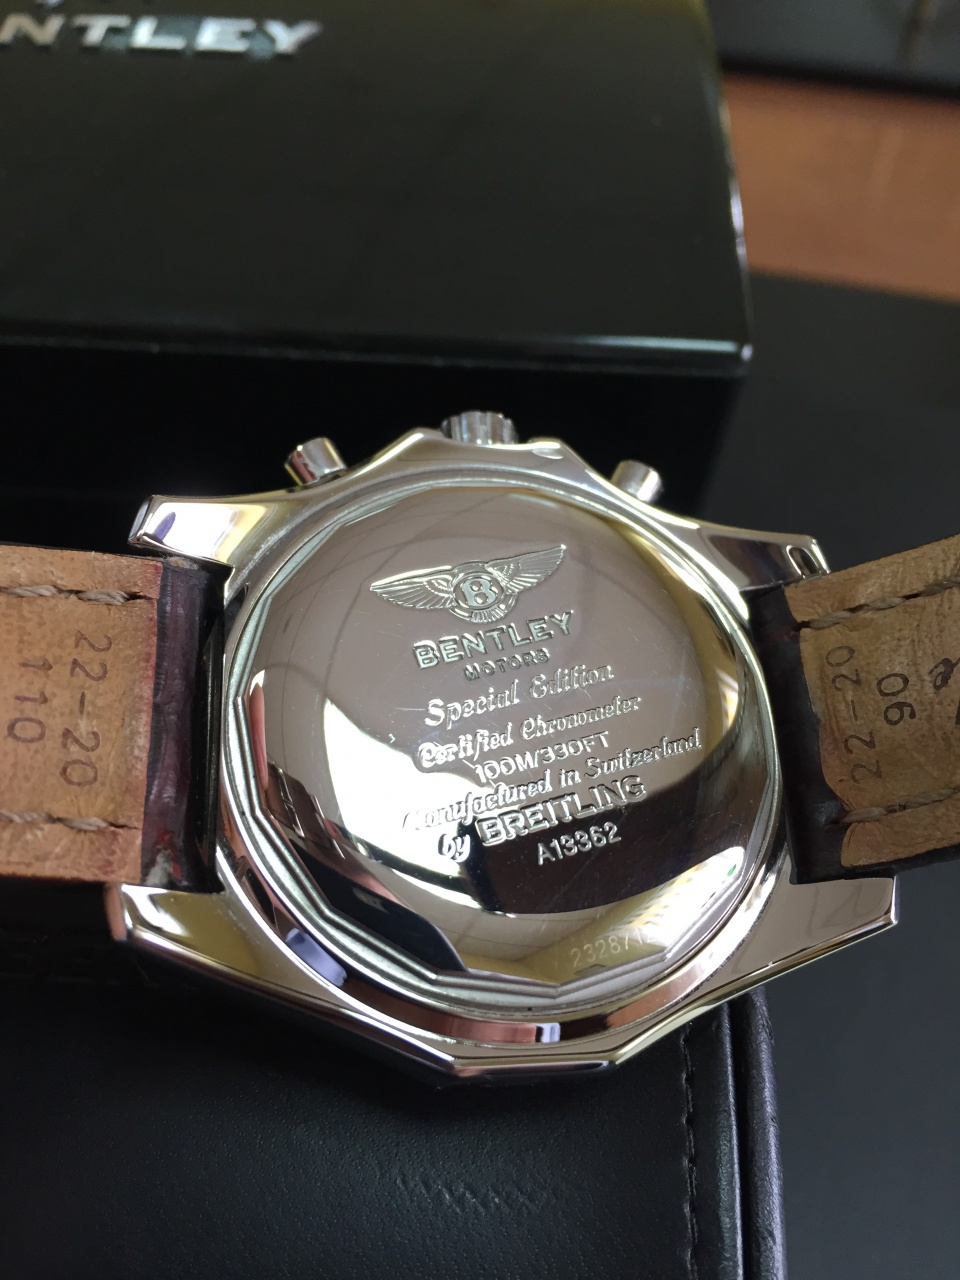 NTLEY
B
BENTLEY
MOTORS
Special Edition
Certified Chronometer
100M/330FT
Manufactured in Switzerland
by BREITLING
A13362
22-20
110
22-20
90